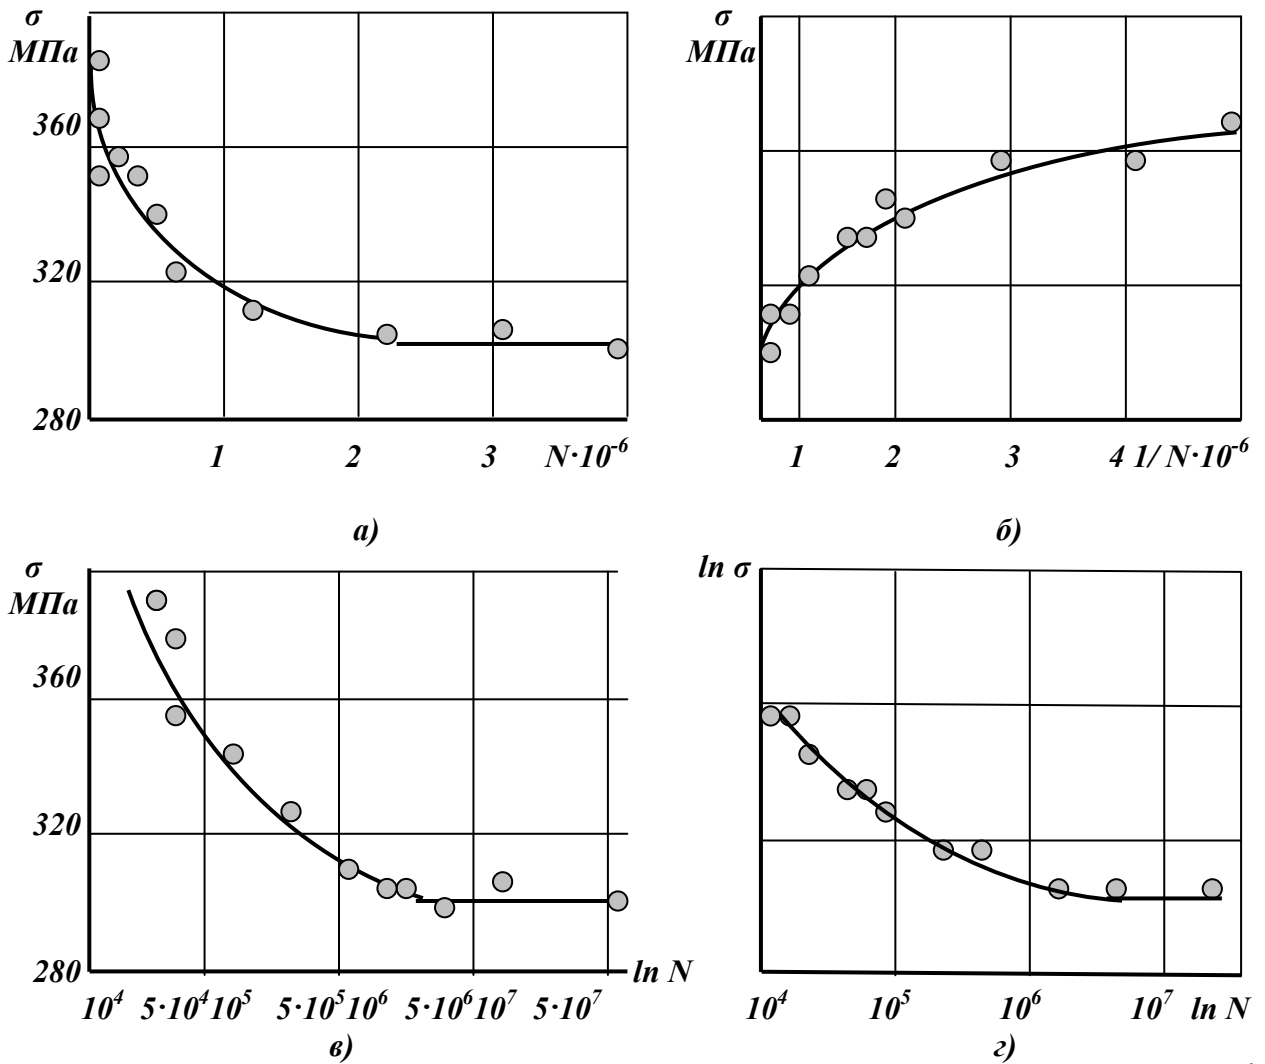 σ
МПа
360
320
280
1 2 3 N·10⁻⁶
а)
σ
МПа
1 2 3 4 1/ N·10⁻⁶
б)
σ
МПа
360
320
280
ln N
10⁴ 5·10⁴10⁵ 5·10⁵10⁶ 5·10⁶10⁷ 5·10⁷
в)
ln σ
10⁴ 10⁵ 10⁶ 10⁷ ln N
г)